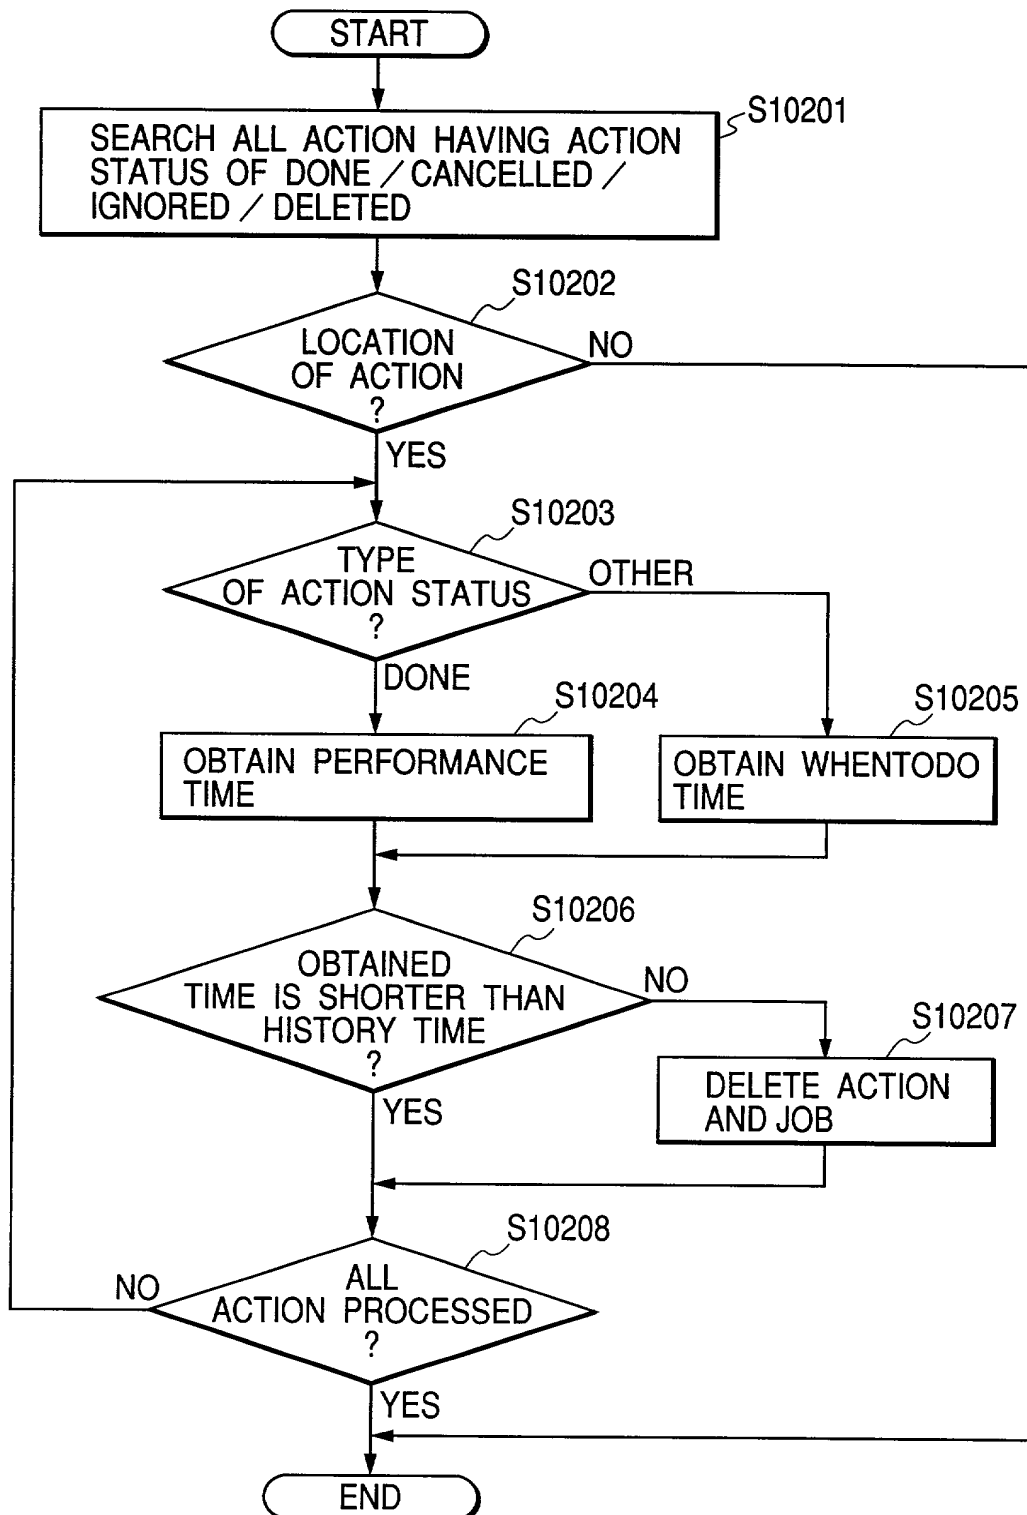 START
S10201
SEARCH ALL ACTION HAVING ACTION
STATUS OF DONE / CANCELLED /
IGNORED / DELETED
S10202
LOCATION
OF ACTION
?
NO
YES
S10203
TYPE
OF ACTION STATUS
?
OTHER
DONE
S10204
OBTAIN PERFORMANCE
TIME
S10205
OBTAIN WHENTODO
TIME
S10206
OBTAINED
TIME IS SHORTER THAN
HISTORY TIME
?
NO
YES
S10207
DELETE ACTION
AND JOB
S10208
ALL
ACTION PROCESSED
?
NO
YES
END